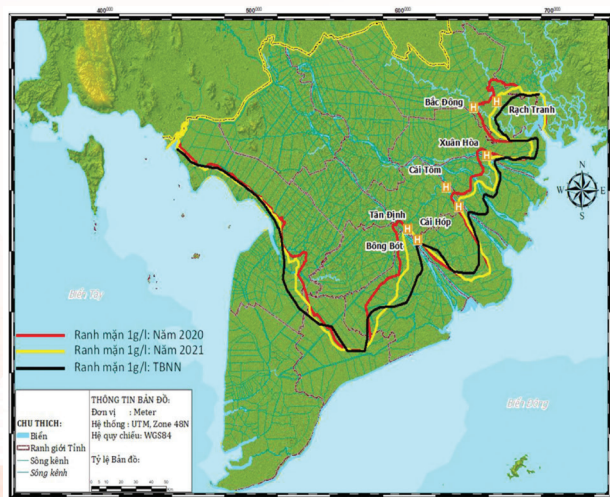 400000
500000
600000
700000
Bắc Đông
Rạch Tranh
Xuân Hòa
Cái Tôm
Tân Định
Cái Hóp
Bông Bót
N
W
E
S
Biển Tây
Biển Đông
Ranh mặn 1g/l: Năm 2020
Ranh mặn 1g/l: Năm 2021
Ranh mặn 1g/l: TBNN
CHU THICH:
Biển
Ranh giới Tỉnh
Sông kênh
Sông kênh
THÔNG TIN BẢN ĐỒ:
Đơn vị : Meter
Hệ thống : UTM, Zone 48N
Hệ quy chiếu: WGS84
Tỷ lệ Bản đồ: